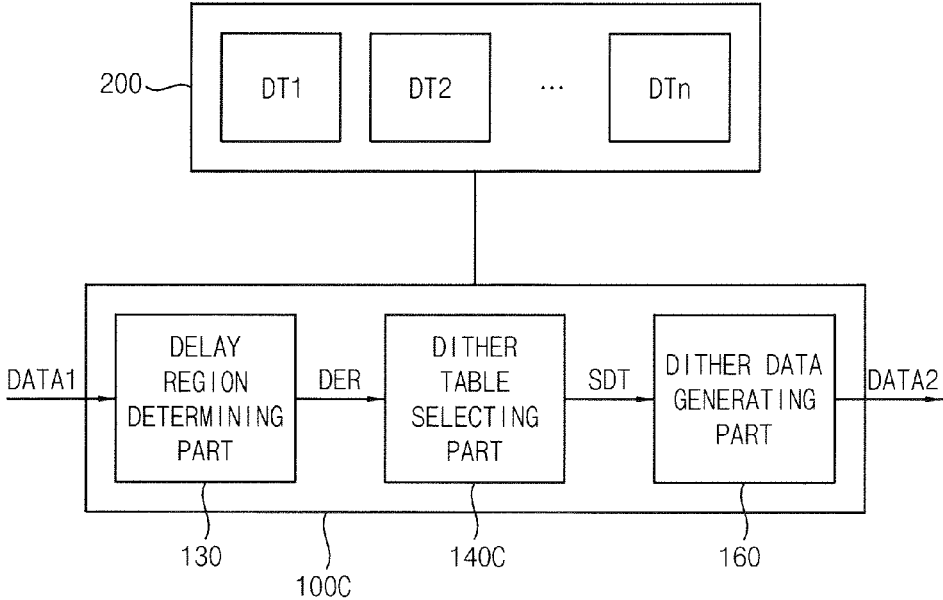 200
DT1
DT2
...
DTn
DATA1
DELAY
REGION
DETERMINING
PART
DER
DITHER
TABLE
SELECTING
PART
SDT
DITHER DATA
GENERATING
PART
DATA2
130
100C
140C
160